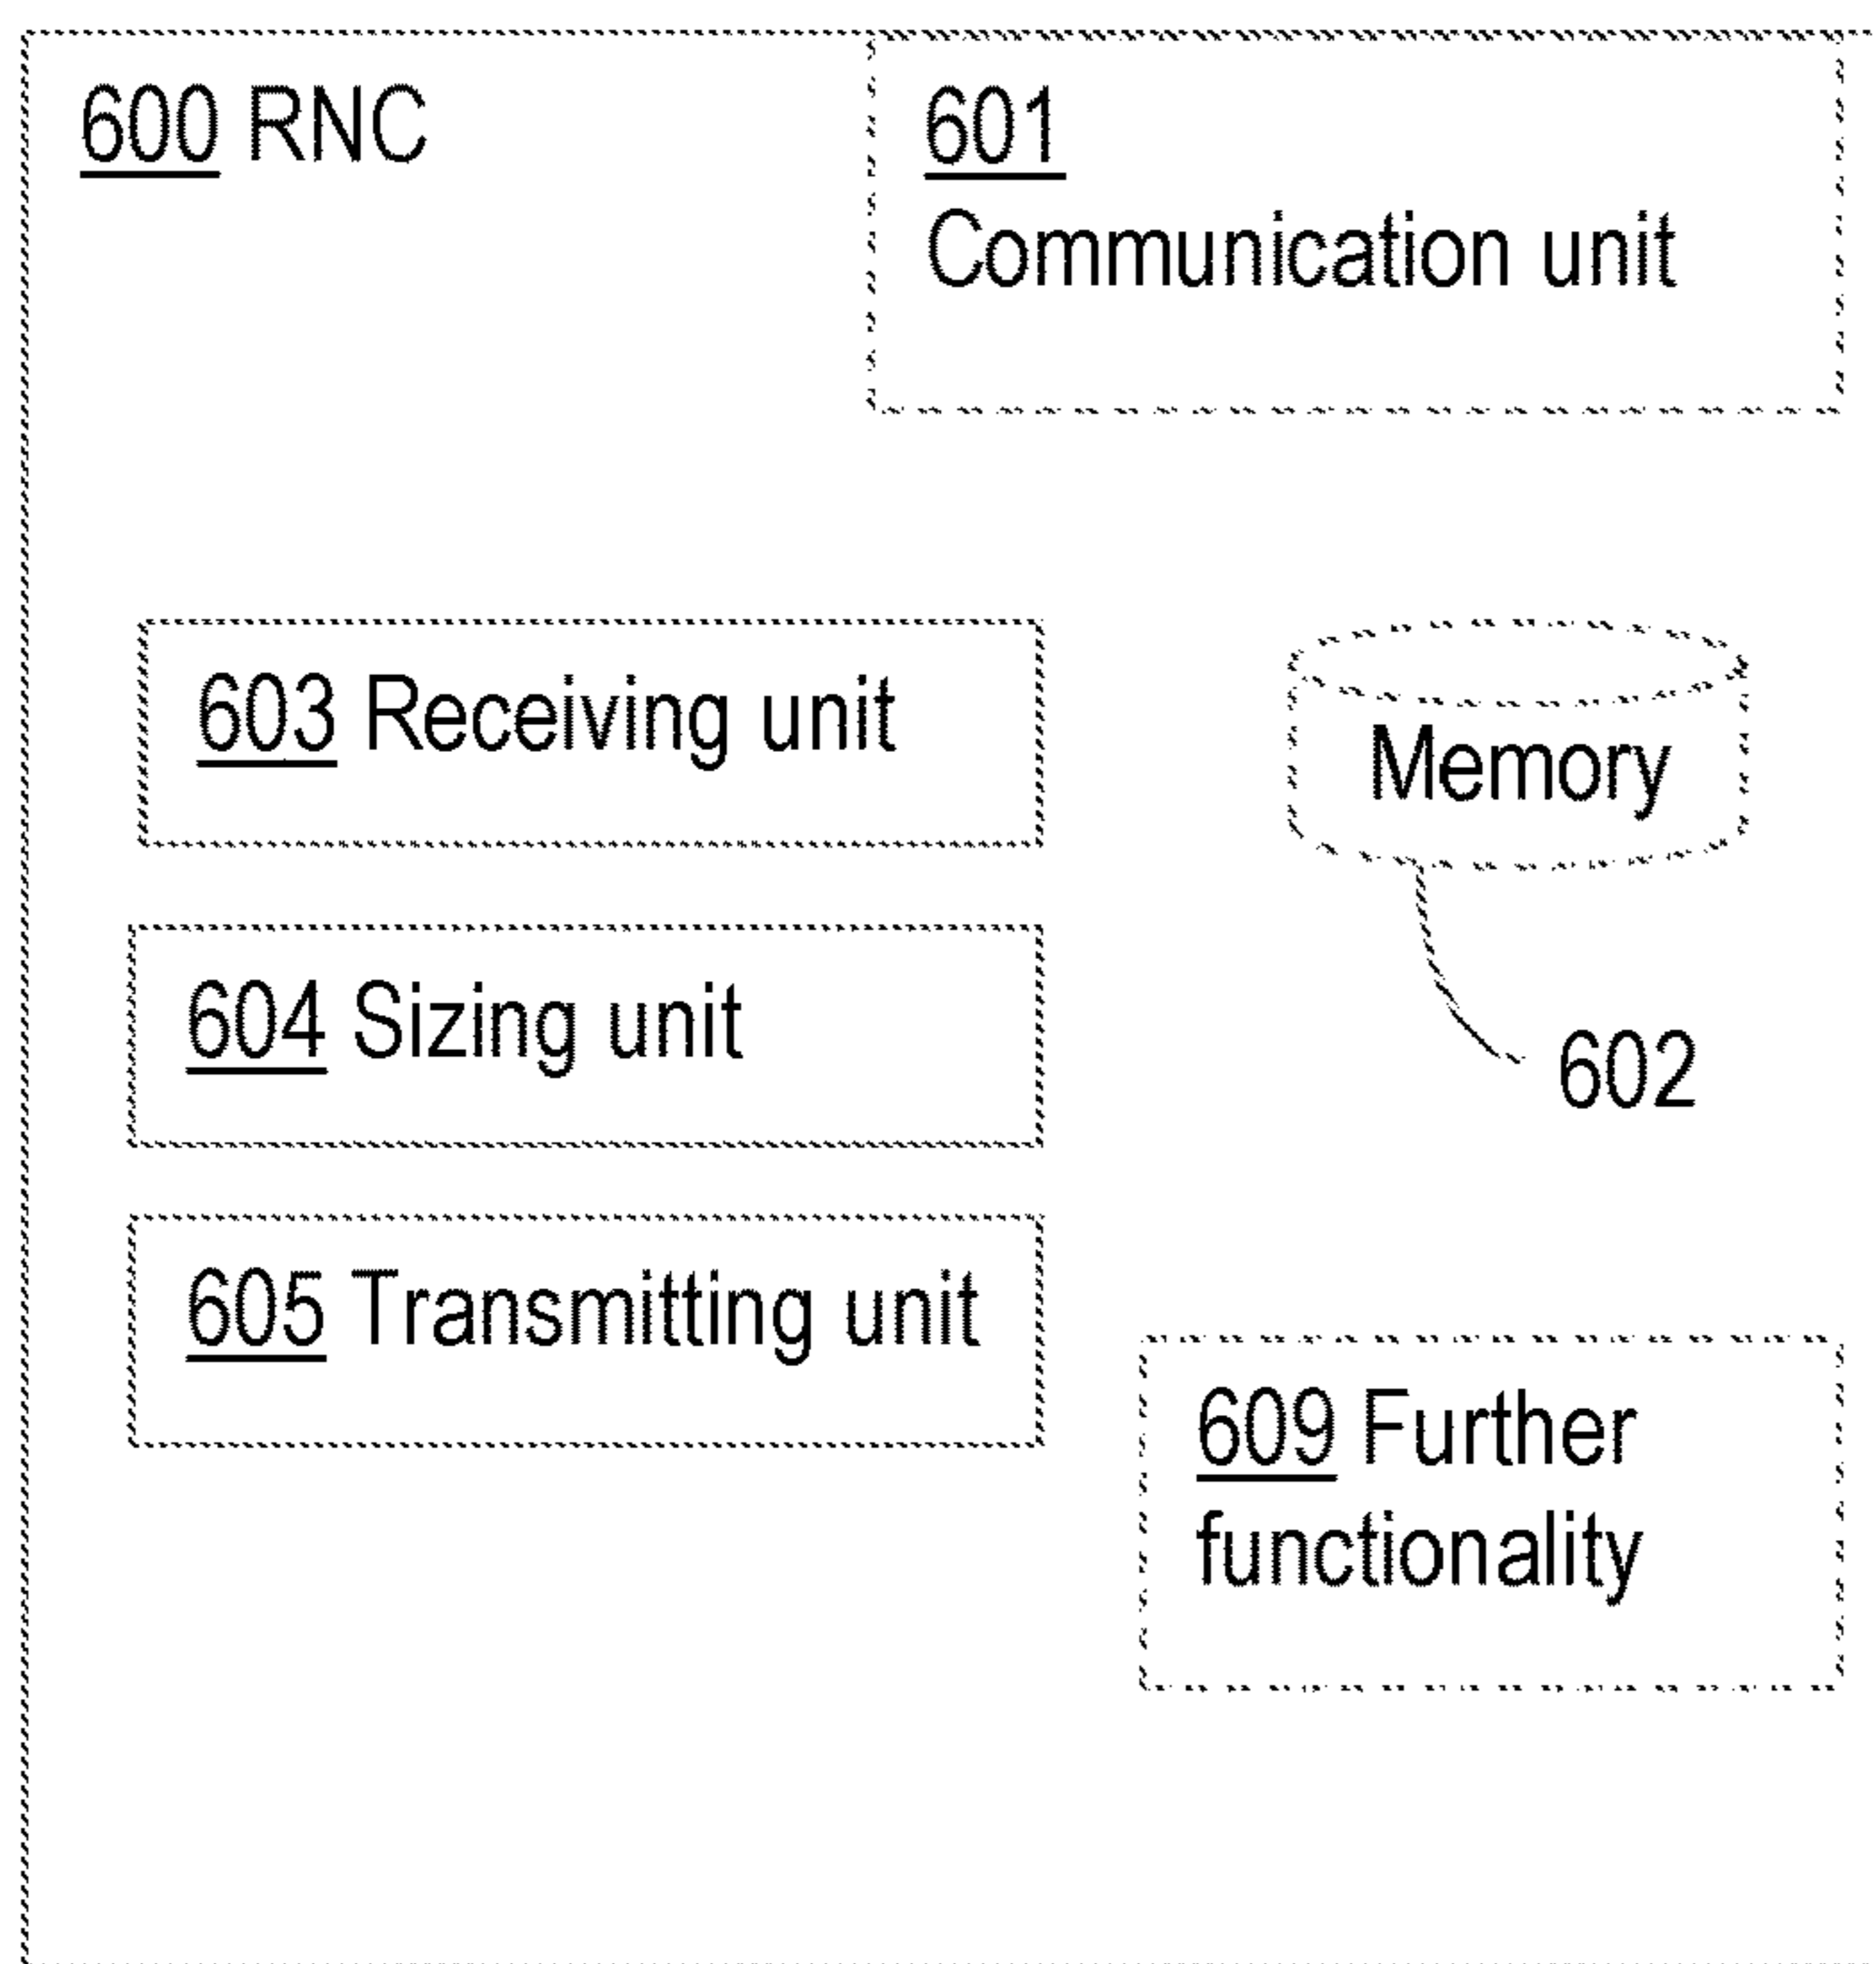 600 RNC
601
Communication unit
603 Receiving unit
Memory
604 Sizing unit
602
605 Transmitting unit
609 Further
functionality